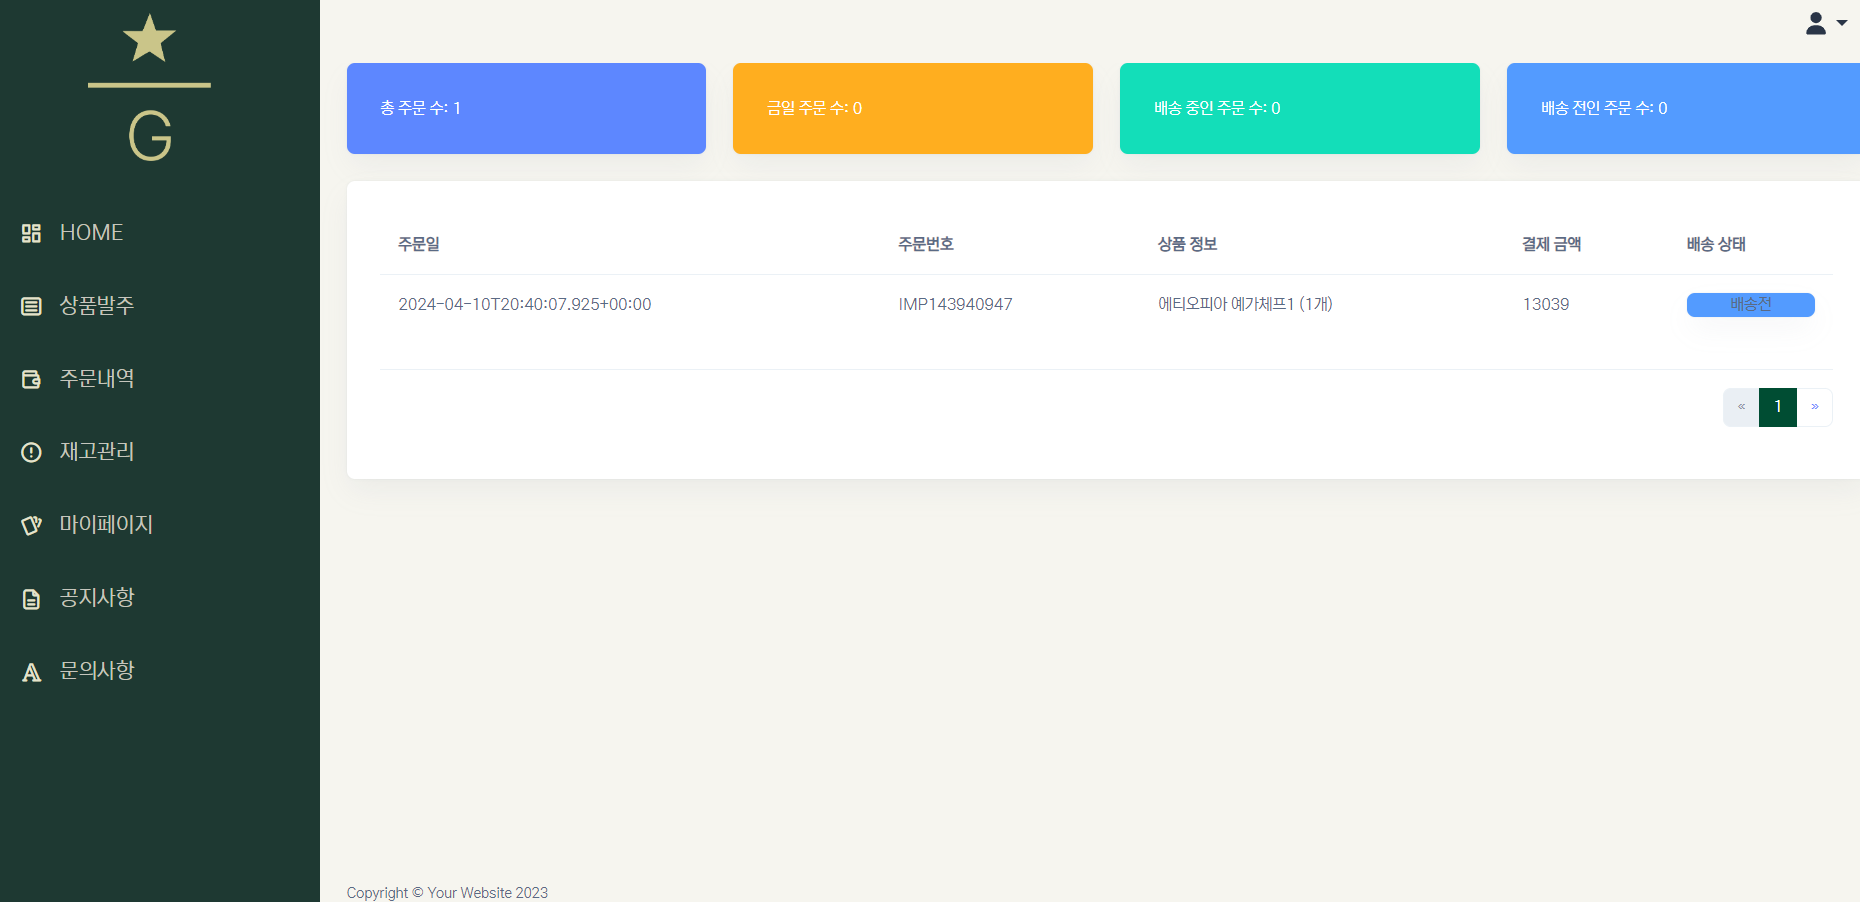 G
HOME
상품발주
주문내역
재고관리
마이페이지
공지사항
문의사항
총 주문 수: 1
금일 주문 수: 0
배송 중인 주문 수: 0
배송 전인 주문 수: 0
주문일 주문번호 상품 정보 결제 금액 배송 상태
2024-04-10T20:40:07.925+00:00 IMP143940947 에티오피아 예가체프1 (1개) 13039 배송전
« 1 »
Copyright © Your Website 2023